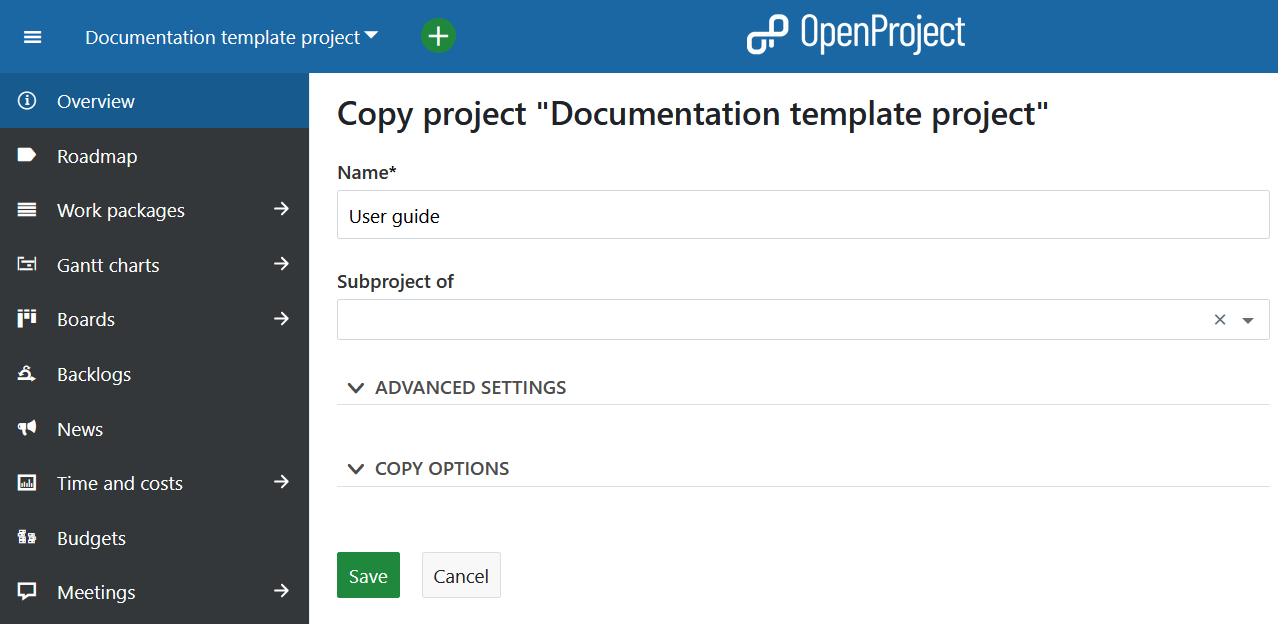 Documentation template project
OpenProject
Overview
Roadmap
Work packages
Gantt charts
Boards
Backlogs
News
Time and costs
Budgets
Meetings
Copy project "Documentation template project"
Name*
User guide
Subproject of
ADVANCED SETTINGS
COPY OPTIONS
Save
Cancel